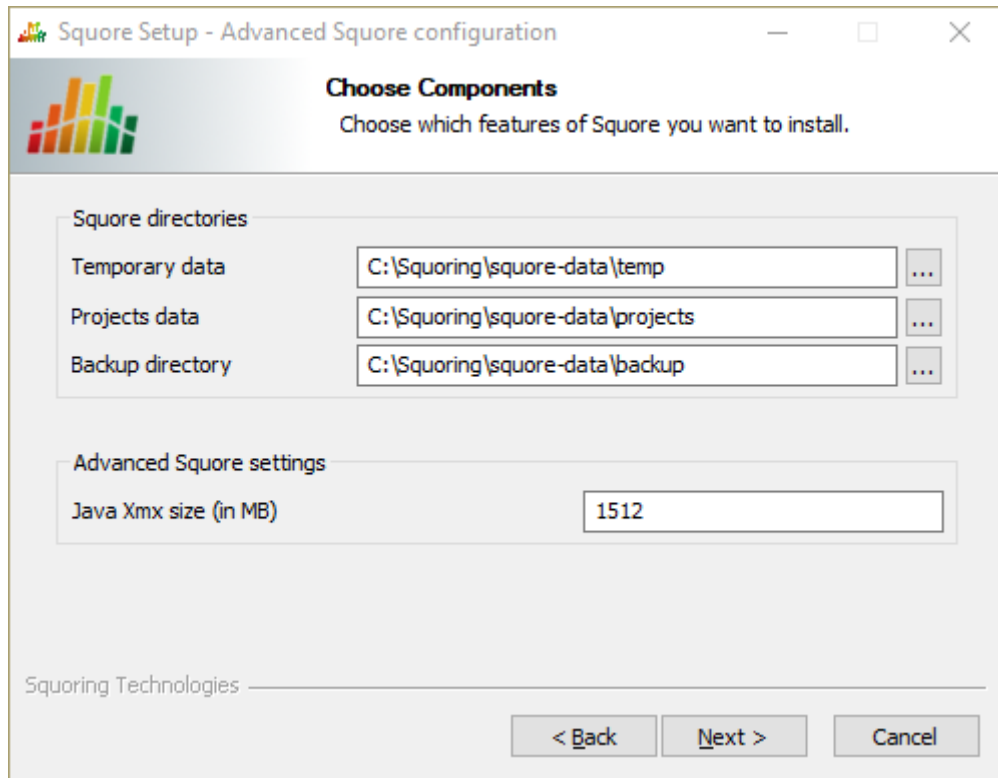 Squore Setup - Advanced Squore configuration
Choose Components
Choose which features of Squore you want to install.
Squore directories
Temporary data C:\Squoring\squore-data\temp ...
Projects data C:\Squoring\squore-data\projects ...
Backup directory C:\Squoring\squore-data\backup ...
Advanced Squore settings
Java Xmx size (in MB) 1512
Squoring Technologies
< Back Next > Cancel